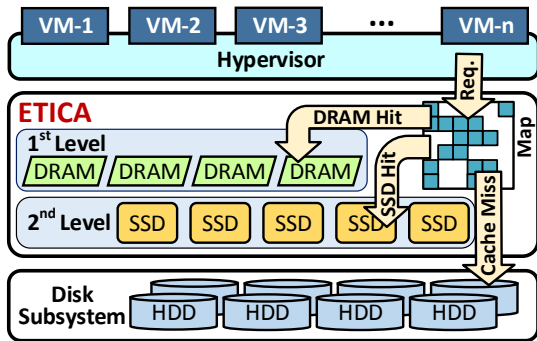 VM-1 VM-2 VM-3 ... VM-n
Hypervisor
Req.
ETICA
DRAM Hit
Map
1st Level
DRAM DRAM DRAM DRAM
SSD Hit
2nd Level
SSD SSD SSD SSD SSD
Cache Miss
Disk
Subsystem
HDD HDD HDD HDD